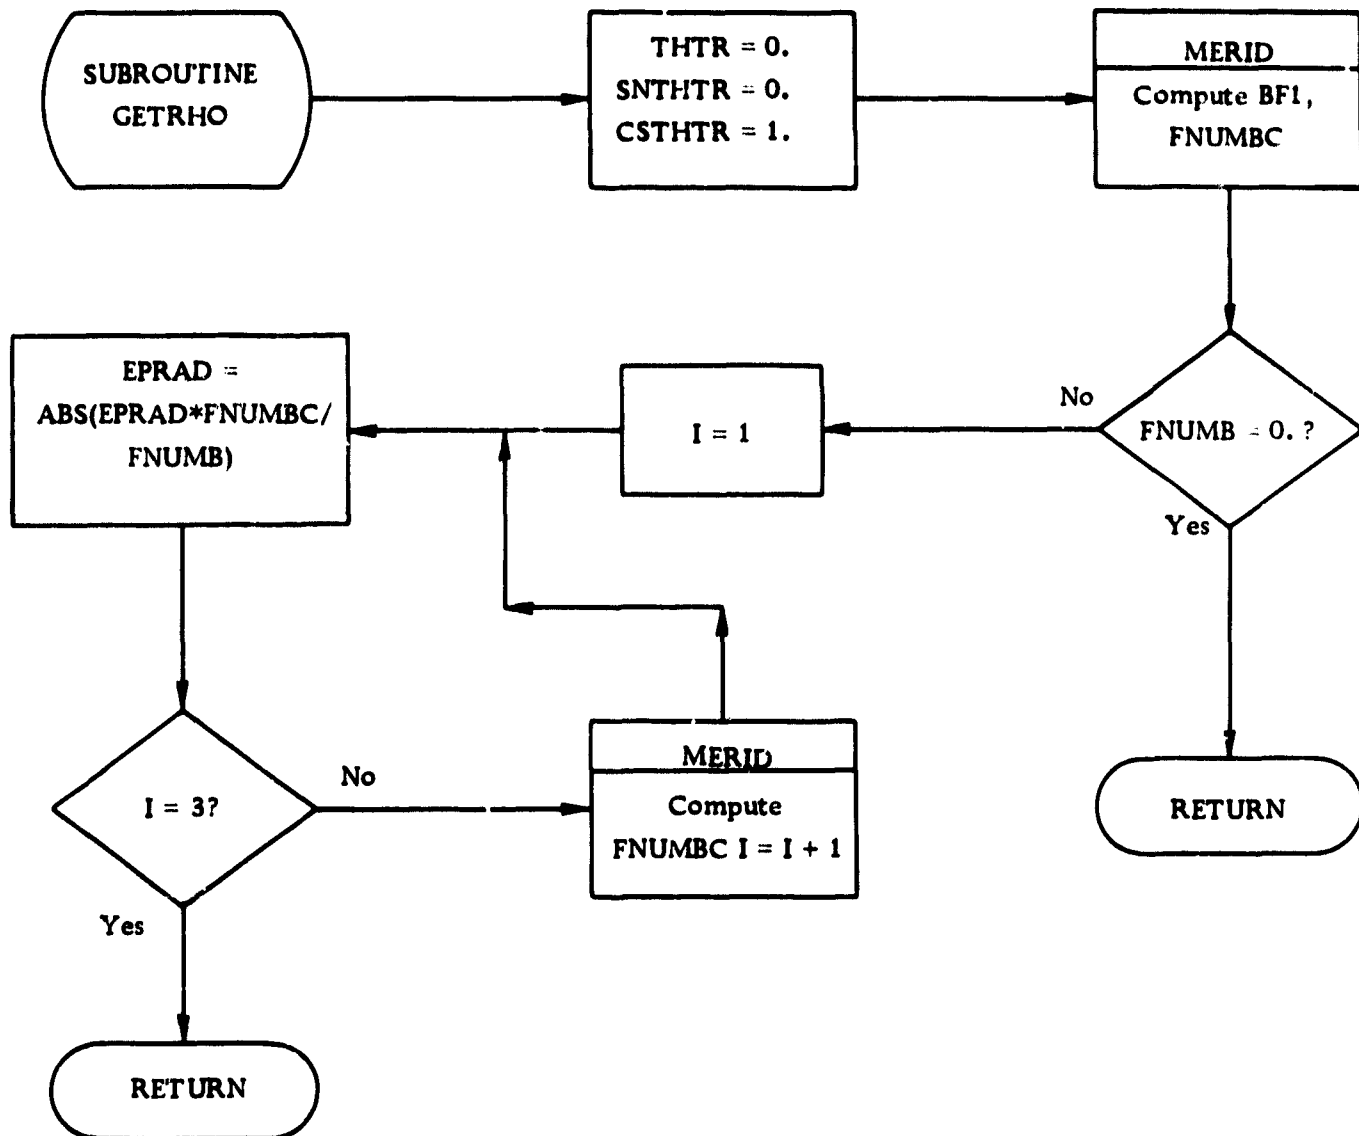 SUBROUTINE
GETRHO
THTR = 0.
SNTHTR = 0.
CSTHTR = 1.
MERID
Compute BF1,
FNUMBC
FNUMB = 0. ?
No
Yes
I = 1
EPRAD =
ABS(EPRAD*FNUMBC/
FNUMB)
I = 3?
No
Yes
MERID
Compute
FNUMBC I = I + 1
RETURN
RETURN